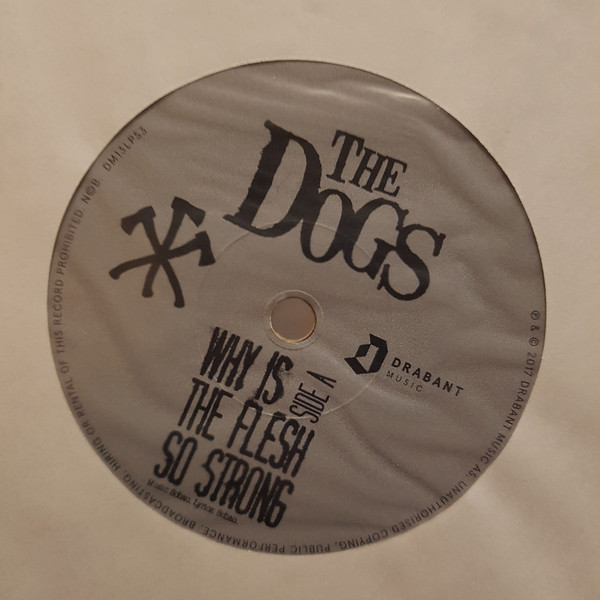 THE
DOGS
DRABANT
MUSIC
SIDE A
WHY IS
THE FLESH
SO STRONG
℗ & © 2017 DRABANT MUSIC AS. UNAUTHORISED COPYING, PUBLIC PERFORMANCE, BROADCASTING, HIRING OR RENTAL OF THIS RECORD PROHIBITED. N©B DM15LP53